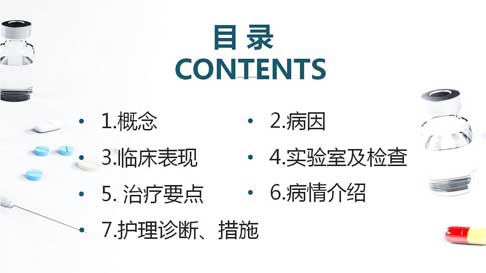 目录
CONTENTS
1.概念
2.病因
3.临床表现
4.实验室及检查
5. 治疗要点
6.病情介绍
7.护理诊断、措施